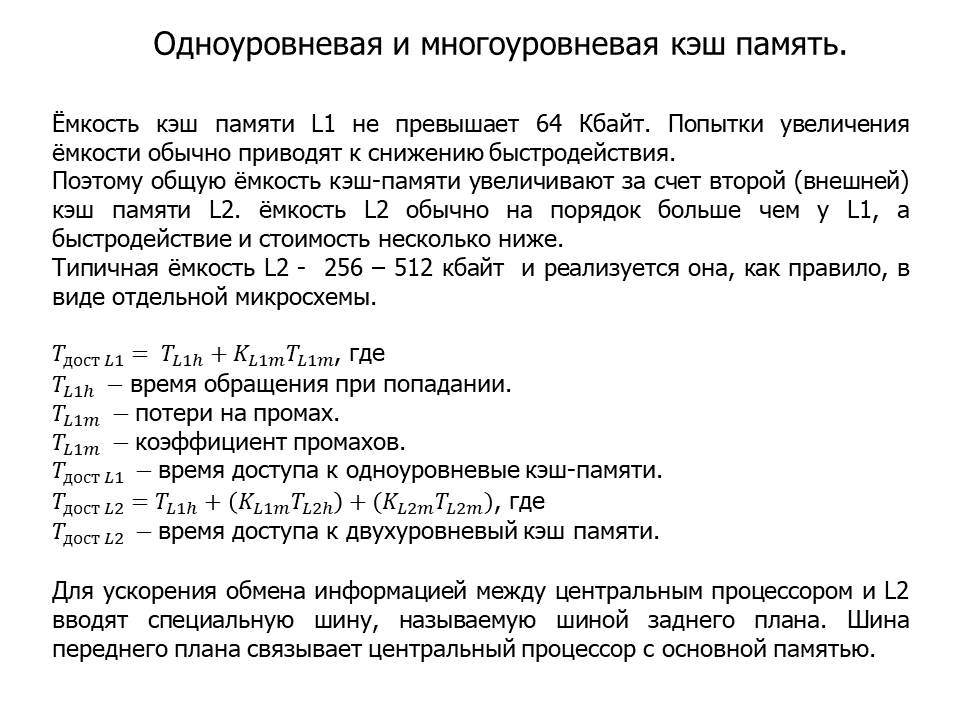 Одноуровневая и многоуровневая кэш память.
Ёмкость кэш памяти L1 не превышает 64 Кбайт. Попытки увеличения
ёмкости обычно приводят к снижению быстродействия.
Поэтому общую ёмкость кэш-памяти увеличивают за счет второй (внешней)
кэш памяти L2. ёмкость L2 обычно на порядок больше чем у L1, а
быстродействие и стоимость несколько ниже.
Типичная ёмкость L2 - 256 – 512 кбайт и реализуется она, как правило, в
виде отдельной микросхемы.
T_{дост L1} = T_{L1h} + K_{L1m}T_{L1m}, где
T_{L1h} – время обращения при попадании.
T_{L1m} – потери на промах.
T_{L1m} – коэффициент промахов.
T_{дост L1} – время доступа к одноуровневые кэш-памяти.
T_{дост L2} = T_{L1h} + (K_{L1m}T_{L2h}) + (K_{L2m}T_{L2m}), где
T_{дост L2} – время доступа к двухуровневый кэш памяти.
Для ускорения обмена информацией между центральным процессором и L2
вводят специальную шину, называемую шиной заднего плана. Шина
переднего плана связывает центральный процессор с основной памятью.